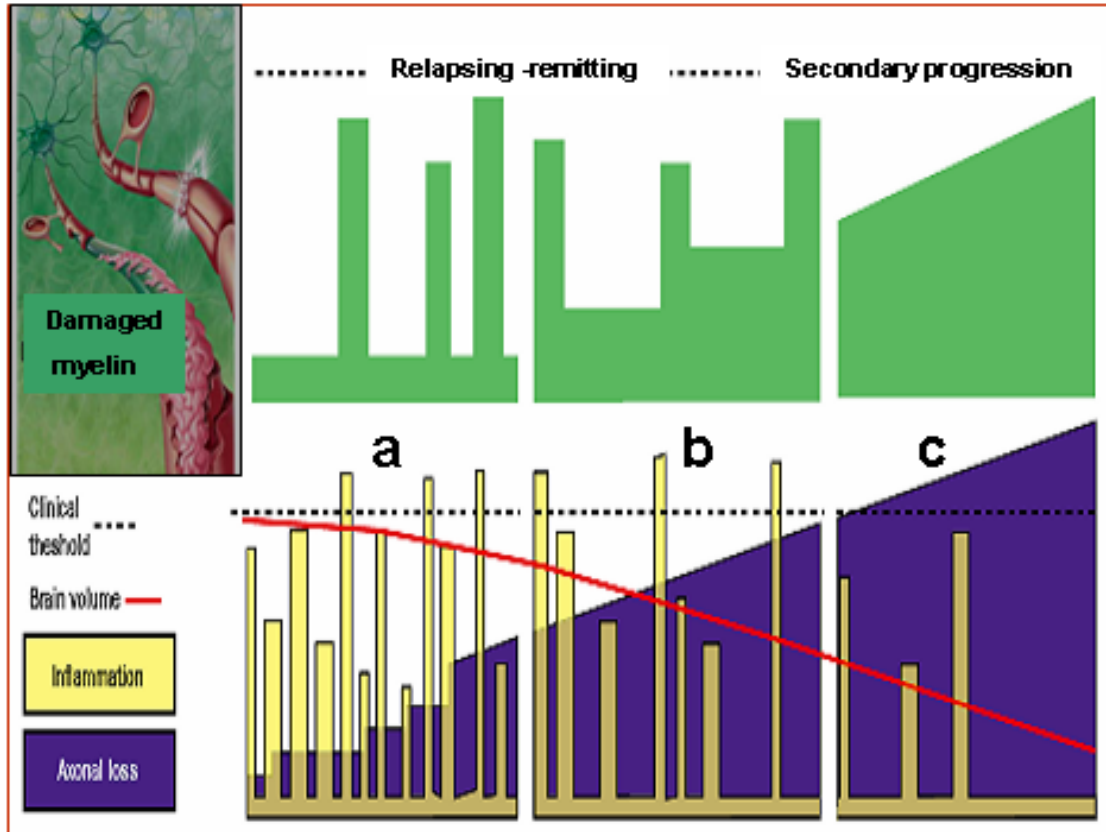 Relapsing -remitting
Secondary progression
Damaged
myelin
a
b
c
Clinical
theshold
Brain volume
Inflammation
Axonal loss